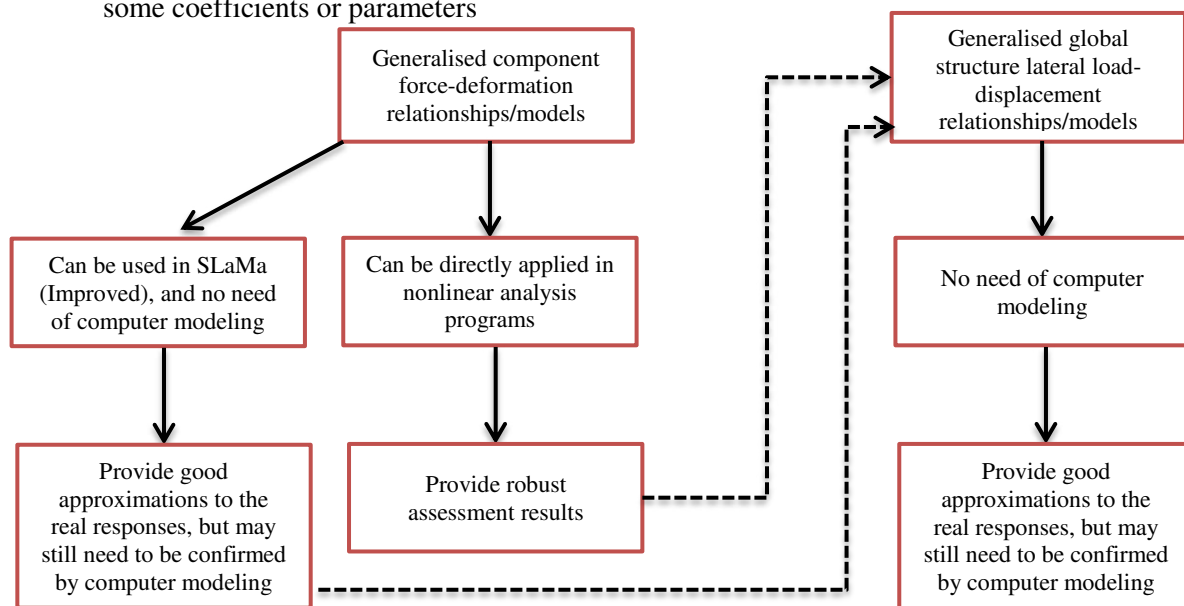 some coefficients or parameters
Generalised component
force-deformation
relationships/models
Generalised global
structure lateral load-
displacement
relationships/models
Can be used in SLaMa
(Improved), and no need
of computer modeling
Can be directly applied in
nonlinear analysis
programs
No need of computer
modeling
Provide good
approximations to the
real responses, but may
still need to be confirmed
by computer modeling
Provide robust
assessment results
Provide good
approximations to the
real responses, but may
still need to be confirmed
by computer modeling